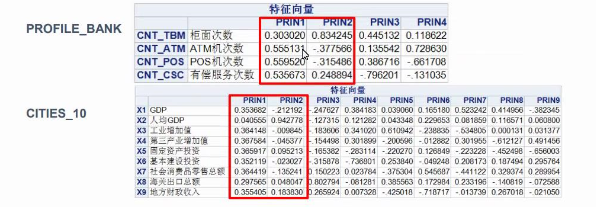 特征向量
PRIN1 PRIN2 PRIN3 PRIN4
PROFILE_BANK
CNT_TBM 柜面次数 0.303020 0.834245 0.445132 0.118622
CNT_ATM ATM机次数 0.555131 -.377566 0.135542 0.728630
CNT_POS POS机次数 0.559520 -.315486 0.386716 -.661708
CNT_CSC 有偿服务次数 0.535673 0.248894 -.796201 -.131035
特征向量
CITIES_10
PRIN1 PRIN2 PRIN3 PRIN4 PRIN5 PRIN6 PRIN7 PRIN8 PRIN9
X1 GDP 0.353682 -.212192 -.247627 0.384183 0.039060 0.165180 0.523242 0.414956 -.382345
X2 人均GDP 0.040555 0.942778 -.127315 0.121262 0.043348 0.229653 0.081859 0.116571 0.060800
X3 工业增加值 0.364148 -.009845 -.183606 0.341020 0.610942 -.238835 -.534805 0.000131 0.031377
X4 第三产业增加值 0.367584 -.045377 -.154498 0.301899 -.200596 -.012882 0.301955 -.612127 0.491456
X5 固定资产投资 0.365917 0.095213 -.165382 -.283114 -.220270 0.126849 -.223228 -.452498 -.656003
X6 基本建设投资 0.352119 -.023027 -.315878 -.736801 0.253840 -.049248 0.208173 0.187494 0.295764
X7 社会消费品零售总额 0.364419 -.135241 0.150223 0.023784 -.375304 0.545687 -.441122 0.329374 0.289954
X8 海关出口总额 0.297565 0.048047 0.802794 -.061281 0.385563 0.172984 0.233196 -.140819 -.072588
X9 地方财政收入 0.355405 0.183830 0.265924 0.007328 -.425018 -.718717 -.013739 0.267018 -.021050